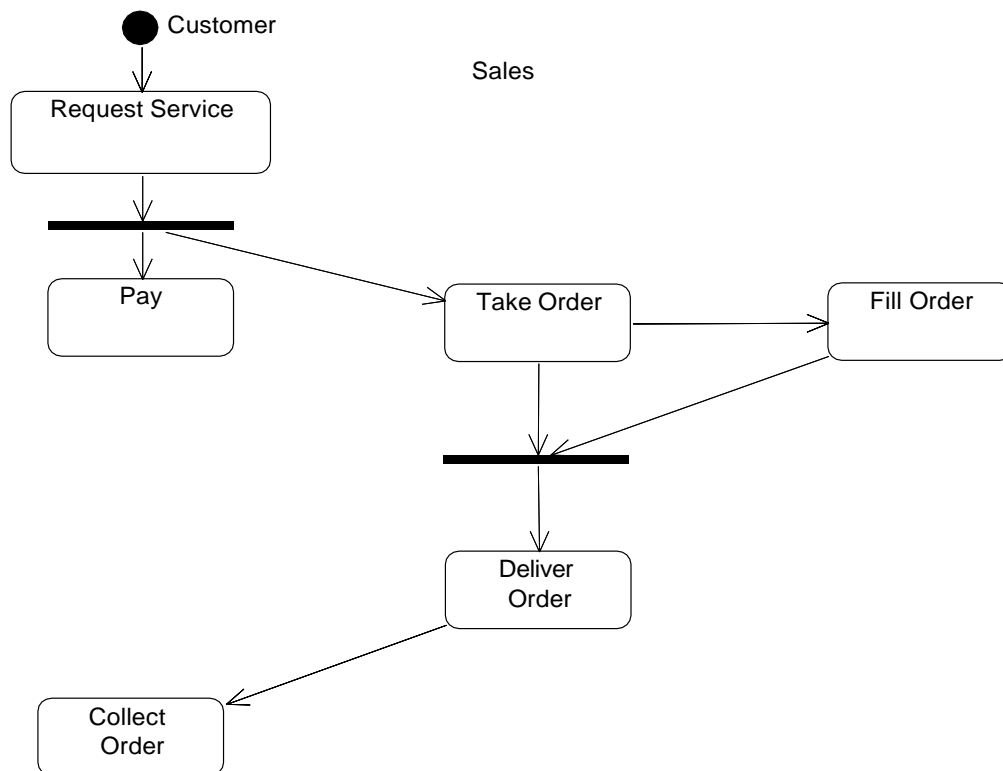 Customer
Sales
Request Service
Pay
Take Order
Fill Order
Deliver
Order
Collect
Order